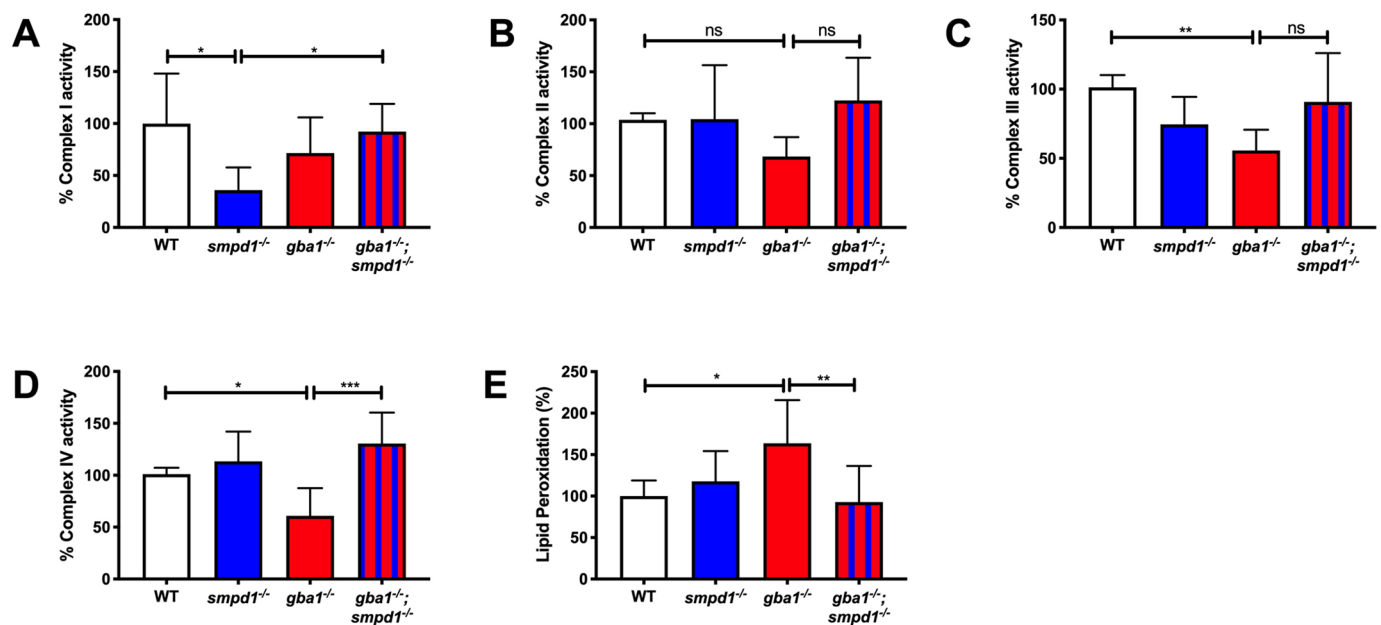 A
% Complex I activity
200
150
100
50
0
* *
WT smpd1-/- gba1-/- gba1-/-;
smpd1-/-
B
% Complex II activity
200
150
100
50
0
ns ns
WT smpd1-/- gba1-/- gba1-/-;
smpd1-/-
C
% Complex III activity
150
100
50
0
** ns
WT smpd1-/- gba1-/- gba1-/-;
smpd1-/-
D
% Complex IV activity
200
150
100
50
0
* ***
WT smpd1-/- gba1-/- gba1-/-;
smpd1-/-
E
Lipid Peroxidation (%)
250
200
150
100
50
0
* **
WT smpd1-/- gba1-/- gba1-/-;
smpd1-/-